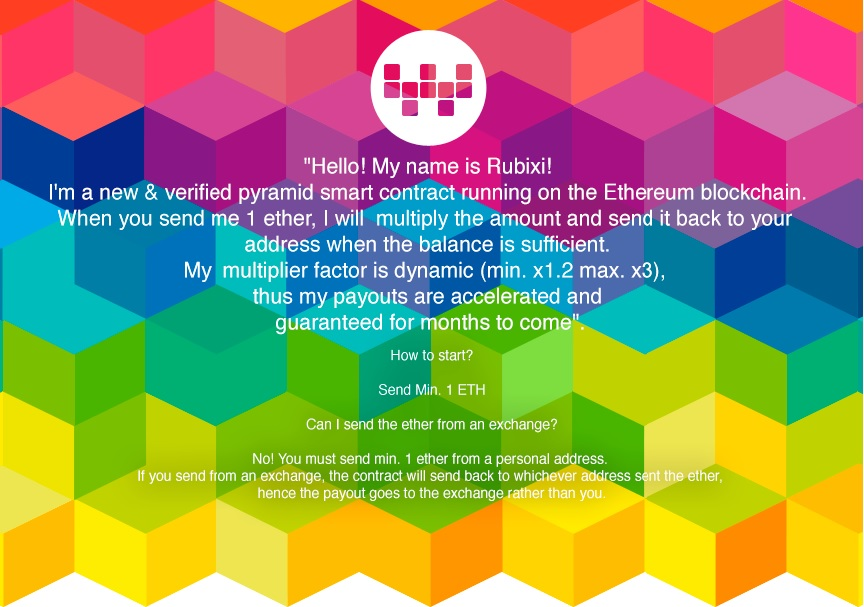 "Hello! My name is Rubixi!
I'm a new & verified pyramid smart contract running on the Ethereum blockchain.
When you send me 1 ether, I will multiply the amount and send it back to your
address when the balance is sufficient.
My multiplier factor is dynamic (min. x1.2 max. x3),
thus my payouts are accelerated and
guaranteed for months to come".
How to start?
Send Min. 1 ETH
Can I send the ether from an exchange?
No! You must send min. 1 ether from a personal address.
If you send from an exchange, the contract will send back to whichever address sent the ether,
hence the payout goes to the exchange rather than you.